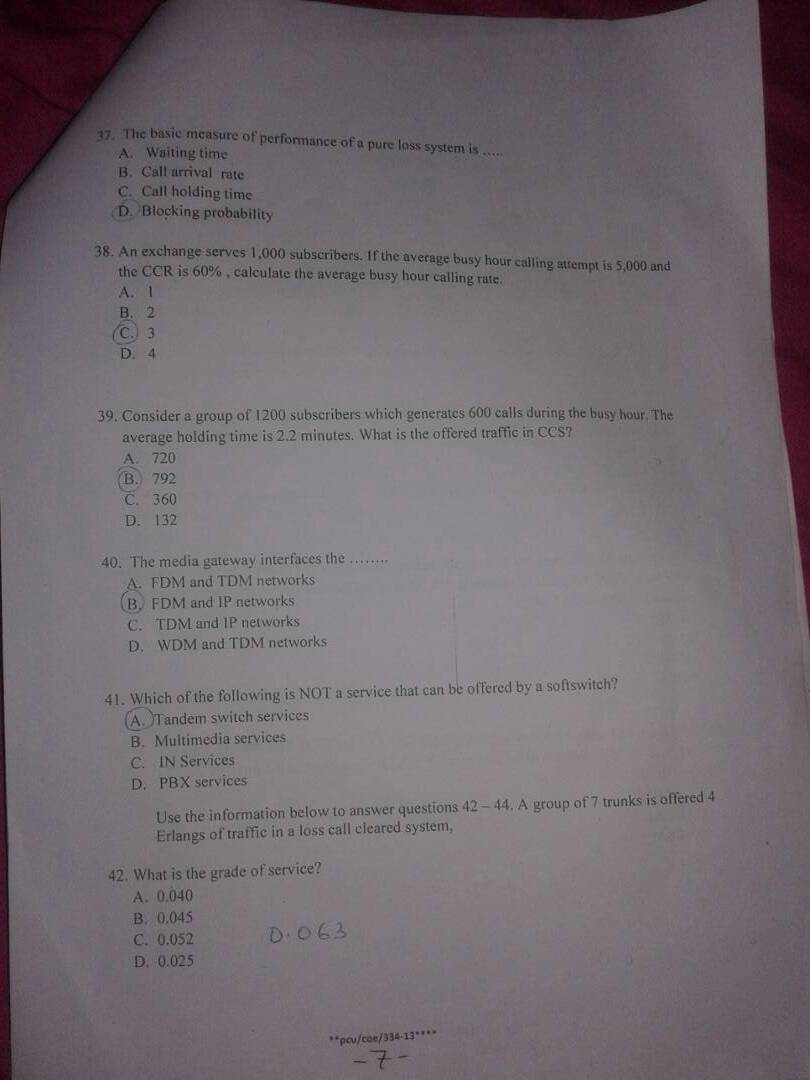 37. The basic measure of performance of a pure loss system is .....
A. Waiting time
B. Call arrival rate
C. Call holding time
D. Blocking probability
38. An exchange serves 1,000 subscribers. If the average busy hour calling attempt is 5,000 and
the CCR is 60% , calculate the average busy hour calling rate.
A. 1
B. 2
C. 3
D. 4
39. Consider a group of 1200 subscribers which generates 600 calls during the busy hour. The
average holding time is 2.2 minutes. What is the offered traffic in CCS?
A. 720
B. 792
C. 360
D. 132
40. The media gateway interfaces the ........
A. FDM and TDM networks
B. FDM and IP networks
C. TDM and IP networks
D. WDM and TDM networks
41. Which of the following is NOT a service that can be offered by a softswitch?
A. Tandem switch services
B. Multimedia services
C. IN Services
D. PBX services
Use the information below to answer questions 42 – 44. A group of 7 trunks is offered 4
Erlangs of traffic in a loss call cleared system,
42. What is the grade of service?
A. 0.040
B. 0.045
C. 0.052
D. 0.025
0.063
**pcu/coe/334-13****
-7-